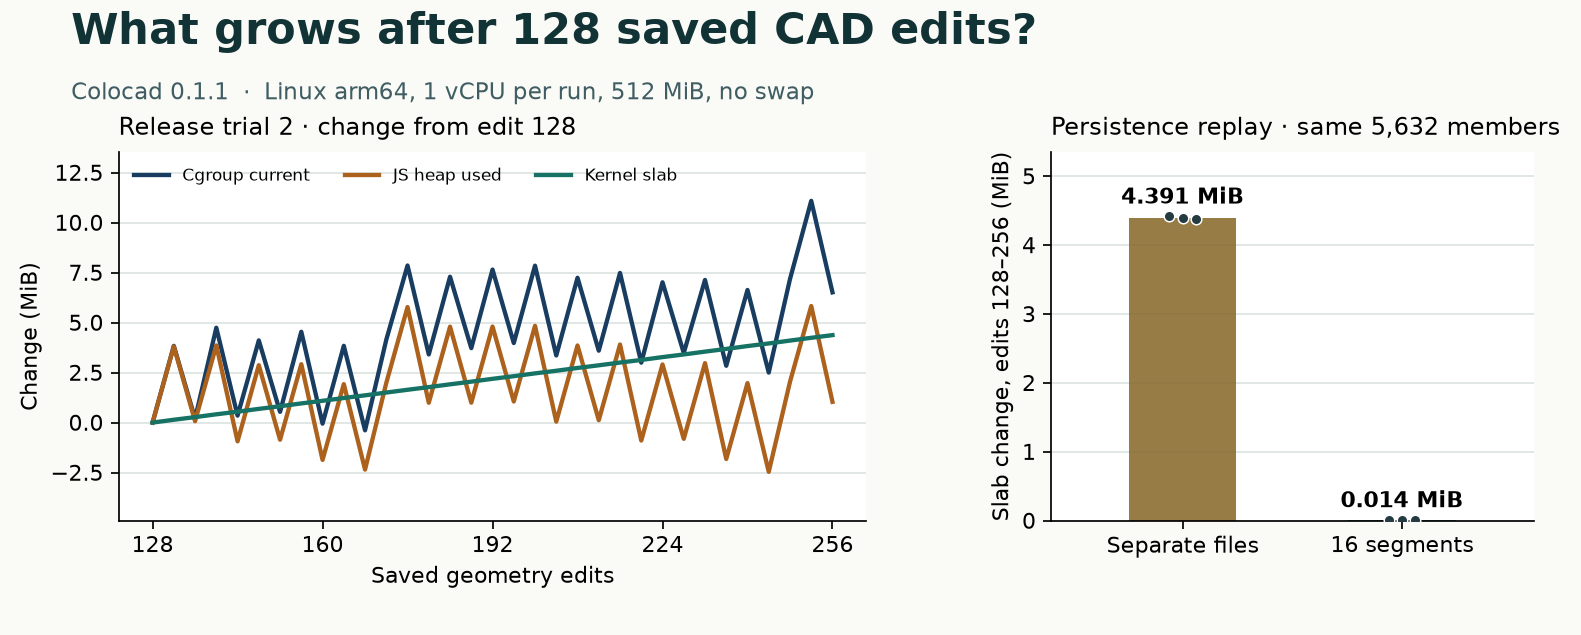 What grows after 128 saved CAD edits?
Colocad 0.1.1 · Linux arm64, 1 vCPU per run, 512 MiB, no swap
Release trial 2 · change from edit 128
Cgroup current
JS heap used
Kernel slab
Change (MiB)
12.5
10.0
7.5
5.0
2.5
0.0
−2.5
128
160
192
224
256
Saved geometry edits
Persistence replay · same 5,632 members
Slab change, edits 128–256 (MiB)
5
4
3
2
1
0
4.391 MiB
0.014 MiB
Separate files
16 segments